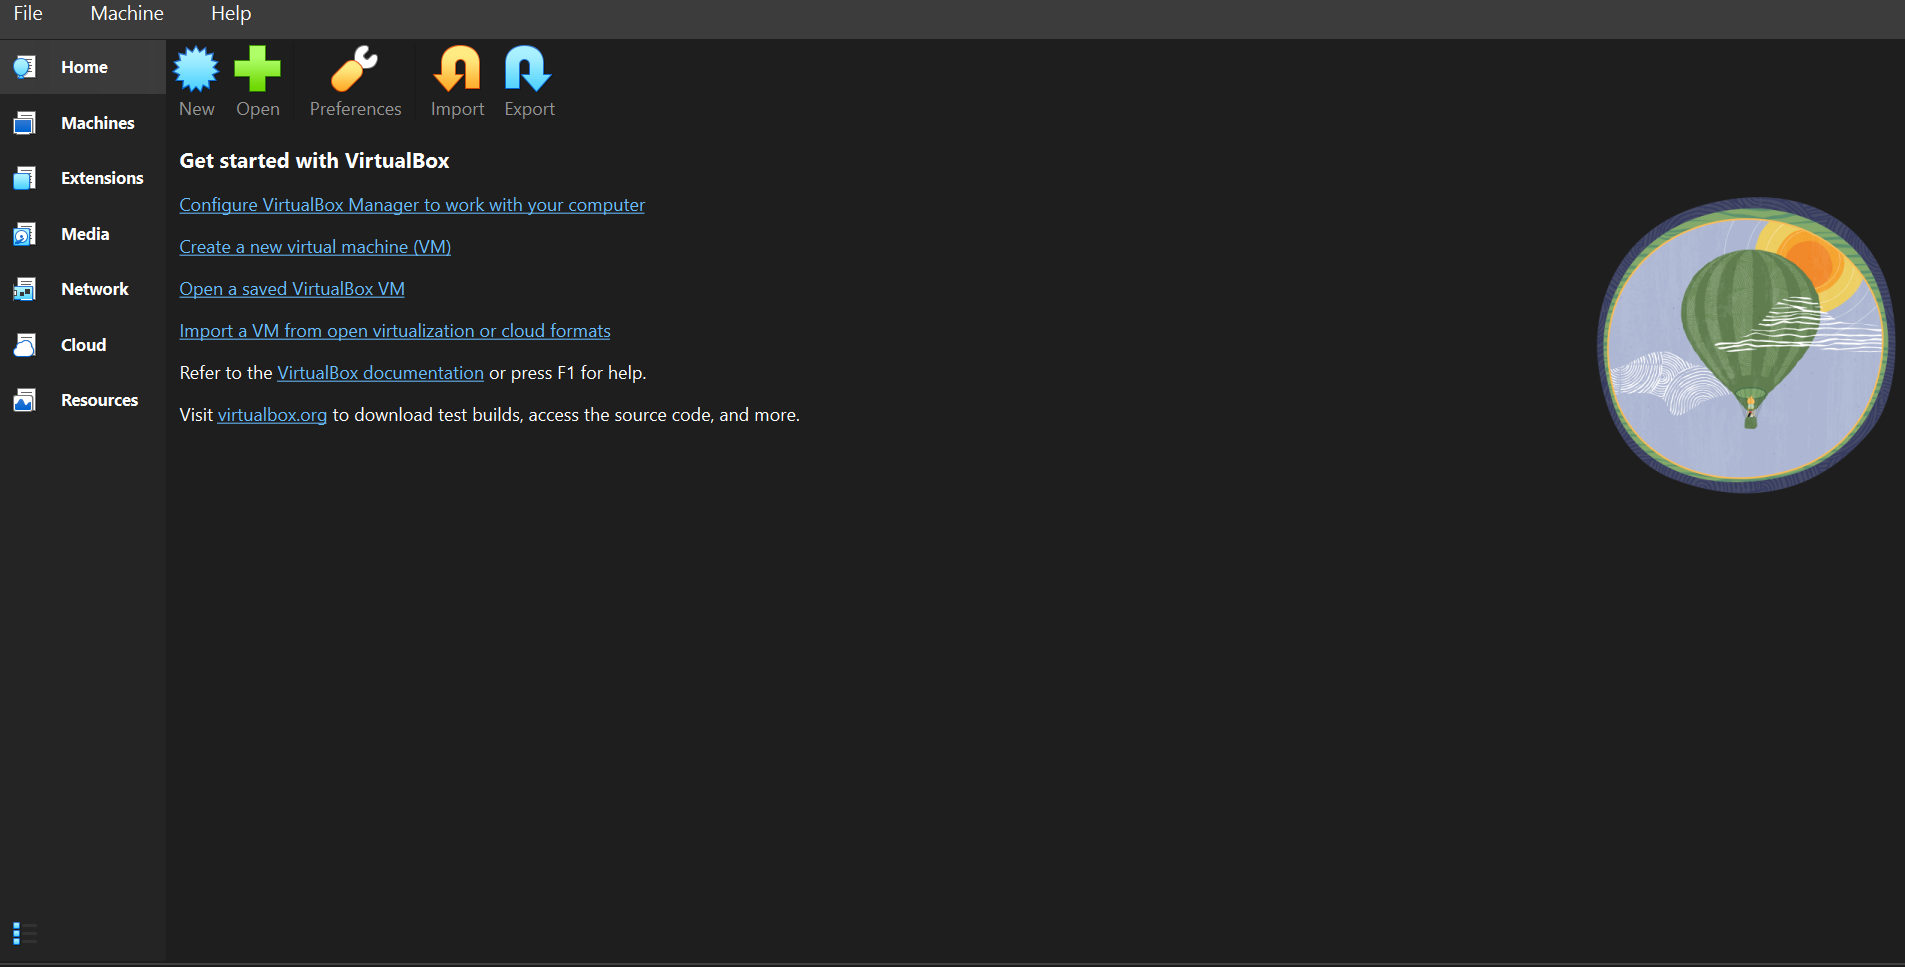 File Machine Help
Home
Machines
Extensions
Media
Network
Cloud
Resources
New Open Preferences Import Export
Get started with VirtualBox
Configure VirtualBox Manager to work with your computer
Create a new virtual machine (VM)
Open a saved VirtualBox VM
Import a VM from open virtualization or cloud formats
Refer to the VirtualBox documentation or press F1 for help.
Visit virtualbox.org to download test builds, access the source code, and more.